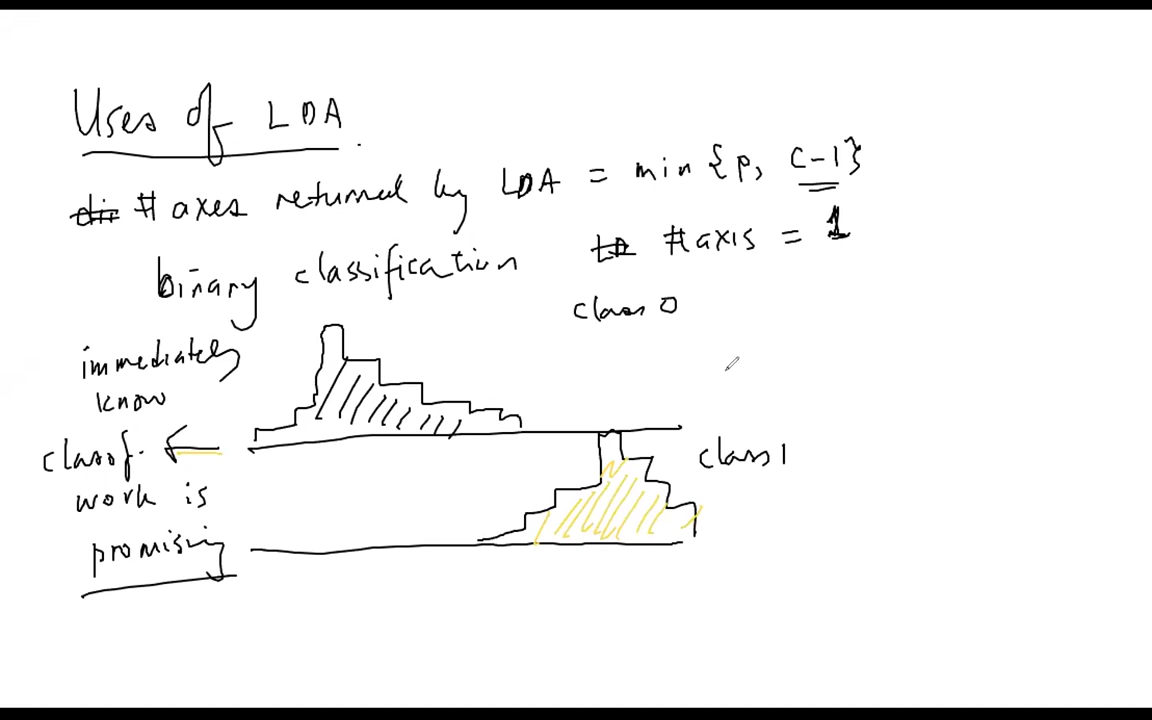 Uses of LDA
# axes returned by LDA = min {p, C-1}
binary classification # axis = 1
class 0
immediately
know
classf.
work is
promising
class 1